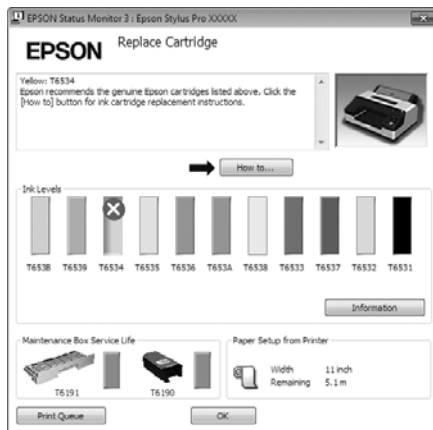 EPSON Status Monitor 3 : Epson Stylus Pro XXXXX
EPSON
Replace Cartridge
Yellow: T6534
Epson recommends the genuine Epson cartridges listed above. Click the
[How to] button for ink cartridge replacement instructions.
How to...
Ink Levels
T653B T6539 T6534 T6535 T6536 T653A T6538 T6533 T6537 T6532 T6531
Information
Maintenance Box Service Life
T6191 T6190
Paper Setup from Printer
Width 11 inch
Remaining 5.1 m
Print Queue OK